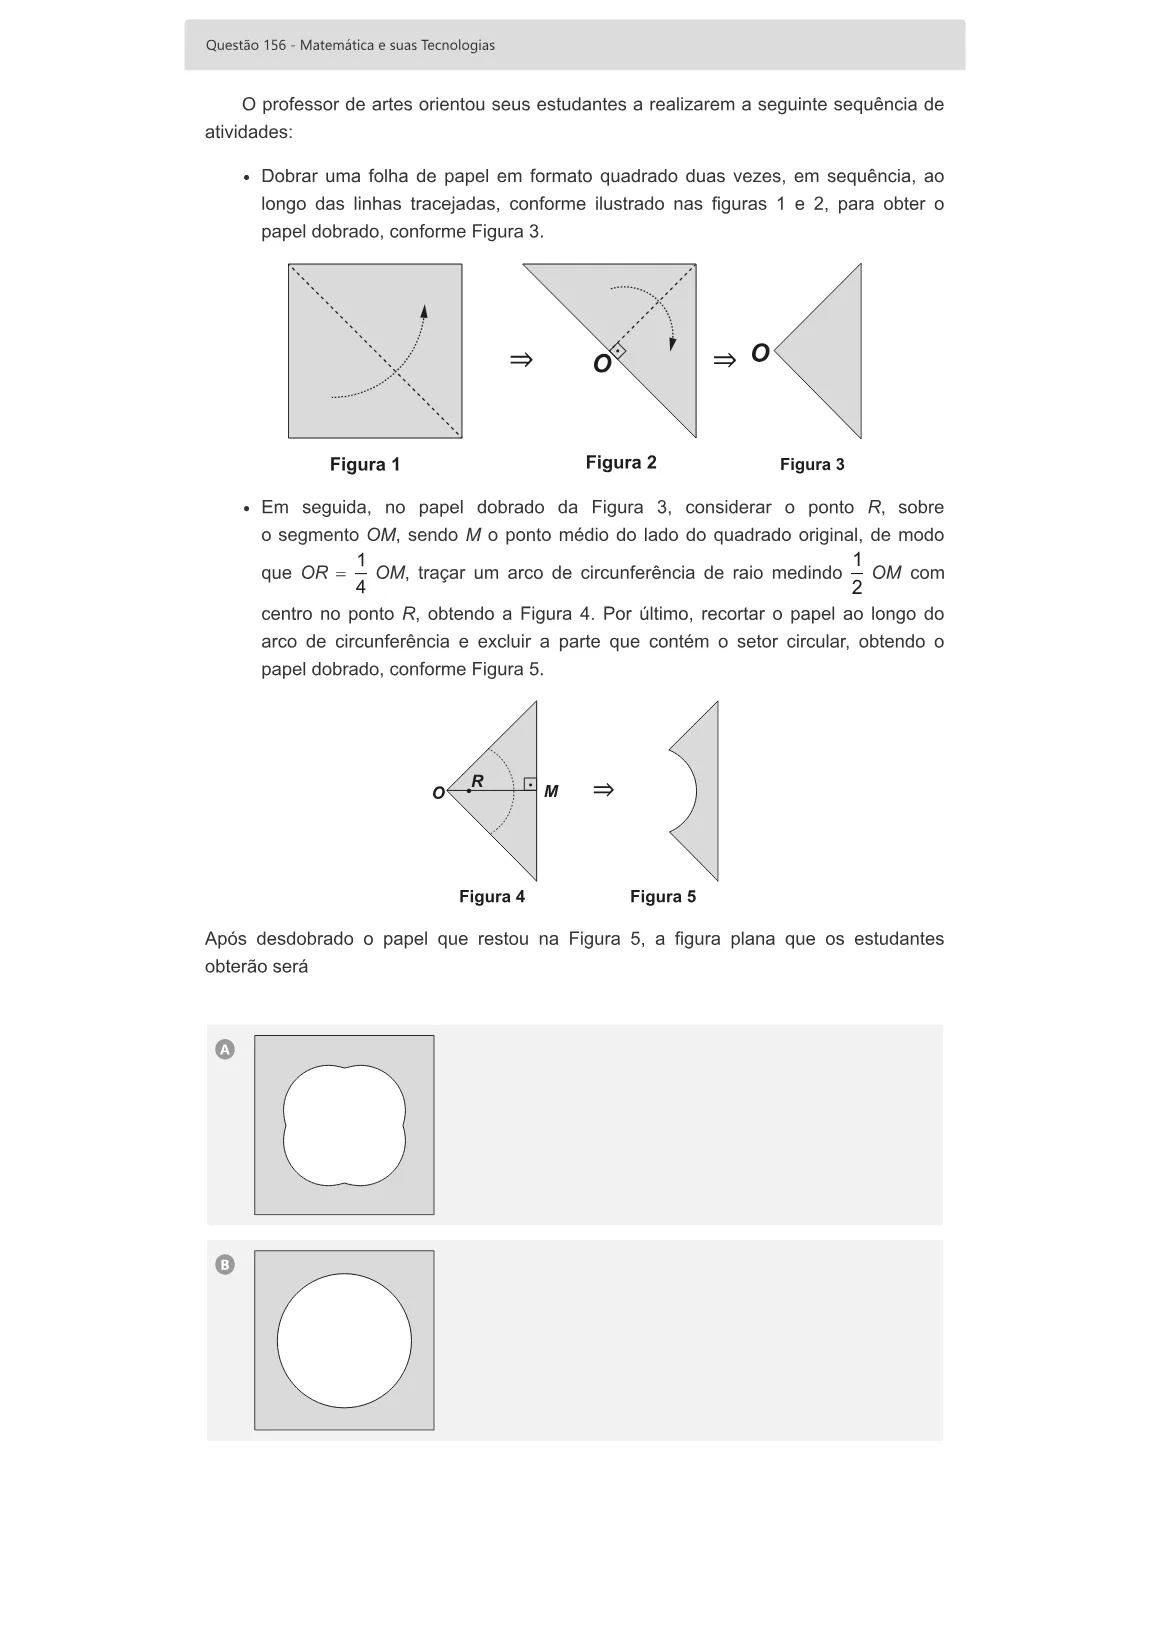 Questão 156 - Matemática e suas Tecnologias
O professor de artes orientou seus estudantes a realizarem a seguinte sequência de
atividades:
• Dobrar uma folha de papel em formato quadrado duas vezes, em sequência, ao
longo das linhas tracejadas, conforme ilustrado nas figuras 1 e 2, para obter o
papel dobrado, conforme Figura 3.
⇒ O ⇒ O
Figura 1 Figura 2 Figura 3
• Em seguida, no papel dobrado da Figura 3, considerar o ponto R, sobre
o segmento OM, sendo M o ponto médio do lado do quadrado original, de modo
que OR = 1/4 OM, traçar um arco de circunferência de raio medindo 1/2 OM com
centro no ponto R, obtendo a Figura 4. Por último, recortar o papel ao longo do
arco de circunferência e excluir a parte que contém o setor circular, obtendo o
papel dobrado, conforme Figura 5.
O R M ⇒
Figura 4 Figura 5
Após desdobrado o papel que restou na Figura 5, a figura plana que os estudantes
obterão será
A
B